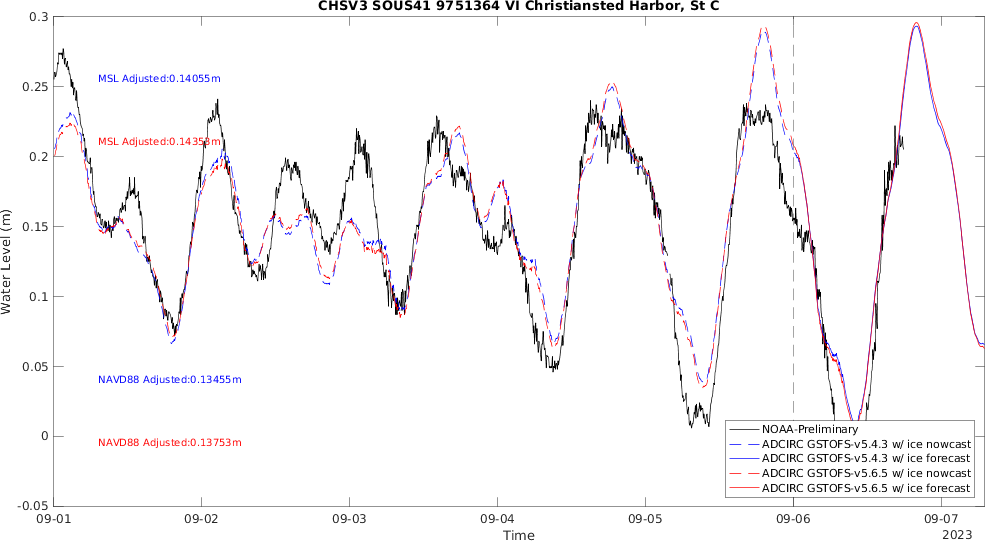 CHSV3 SOUS41 9751364 VI Christiansted Harbor, St C
0.3
0.25
0.2
0.15
0.1
0.05
0
-0.05
Water Level (m)
MSL Adjusted:0.14055m
MSL Adjusted:0.14353m
NAVD88 Adjusted:0.13455m
NAVD88 Adjusted:0.13753m
NOAA-Preliminary
ADCIRC GSTOFS-v5.4.3 w/ ice nowcast
ADCIRC GSTOFS-v5.4.3 w/ ice forecast
ADCIRC GSTOFS-v5.6.5 w/ ice nowcast
ADCIRC GSTOFS-v5.6.5 w/ ice forecast
09-01 09-02 09-03 09-04 09-05 09-06 09-07
Time
2023